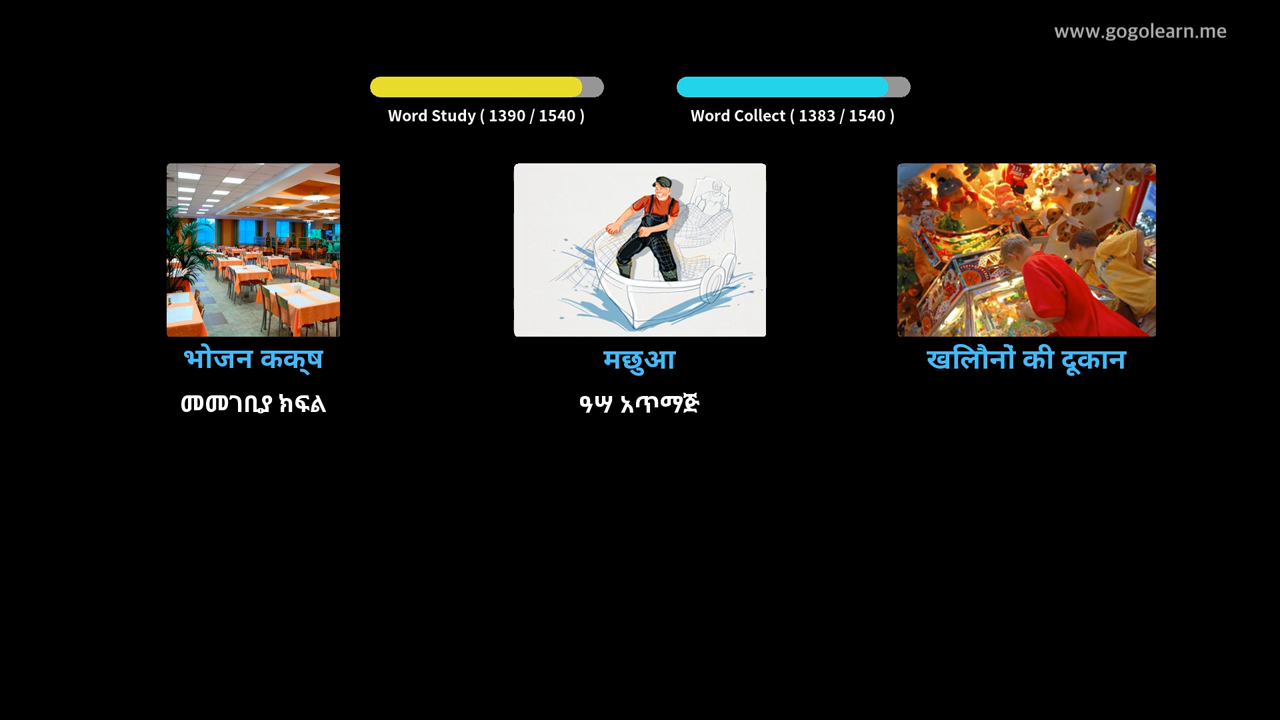 www.gogolearn.me
Word Study ( 1390 / 1540 )
Word Collect ( 1383 / 1540 )
भोजन कक्ष
मछुआ
खलिौनों की दूकान
መመገቢያ ክፍል
ዓሣ አጥማጅ